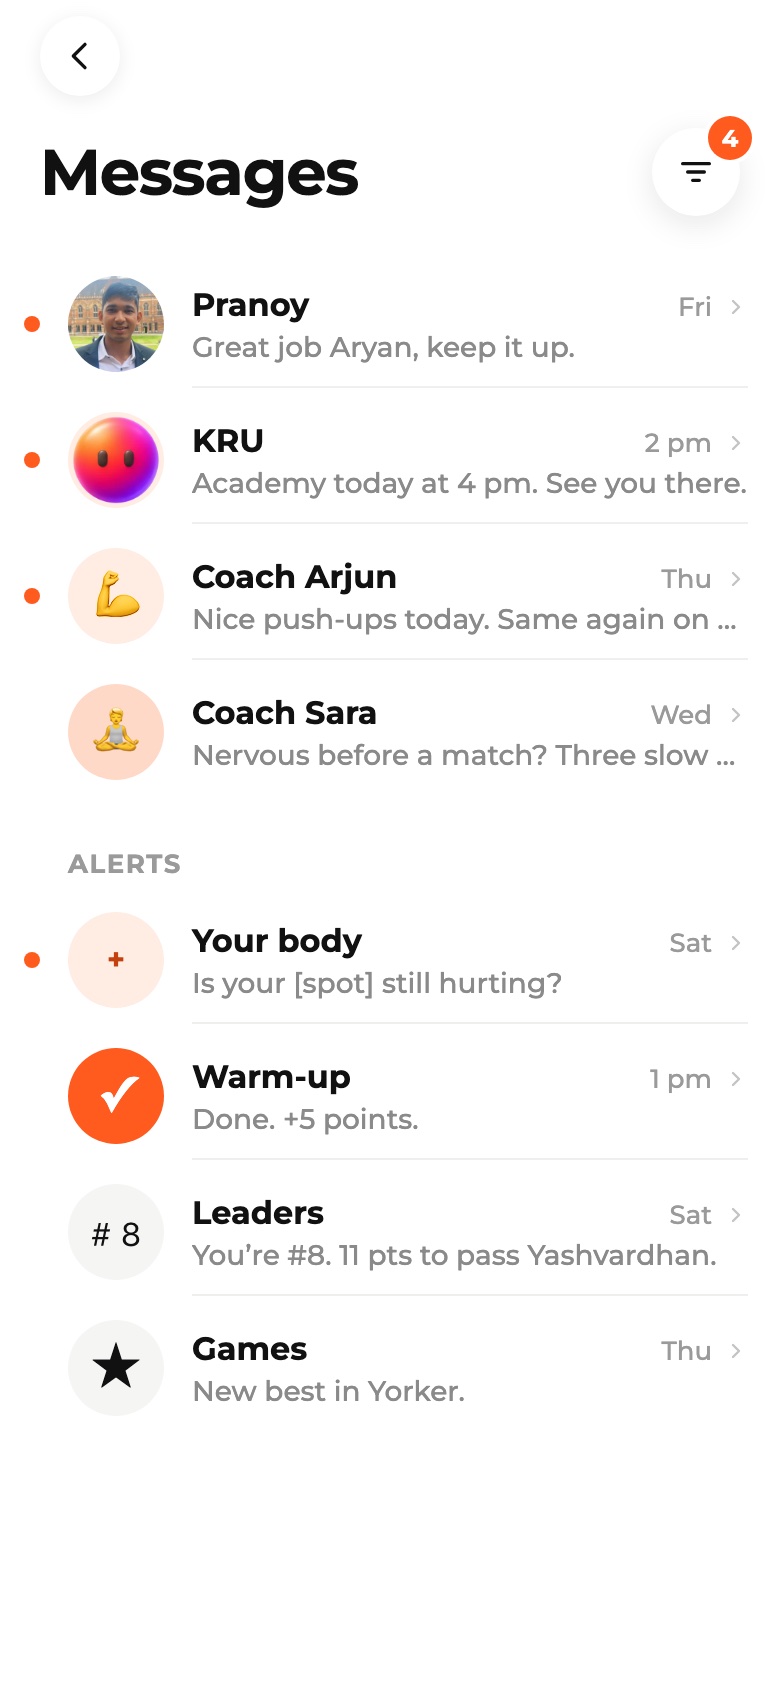 Messages
4
Pranoy
Fri
Great job Aryan, keep it up.
KRU
2 pm
Academy today at 4 pm. See you there.
Coach Arjun
Thu
Nice push-ups today. Same again on ...
Coach Sara
Wed
Nervous before a match? Three slow ...
ALERTS
+
Your body
Sat
Is your [spot] still hurting?
Warm-up
1 pm
Done. +5 points.
# 8
Leaders
Sat
You’re #8. 11 pts to pass Yashvardhan.
Games
Thu
New best in Yorker.